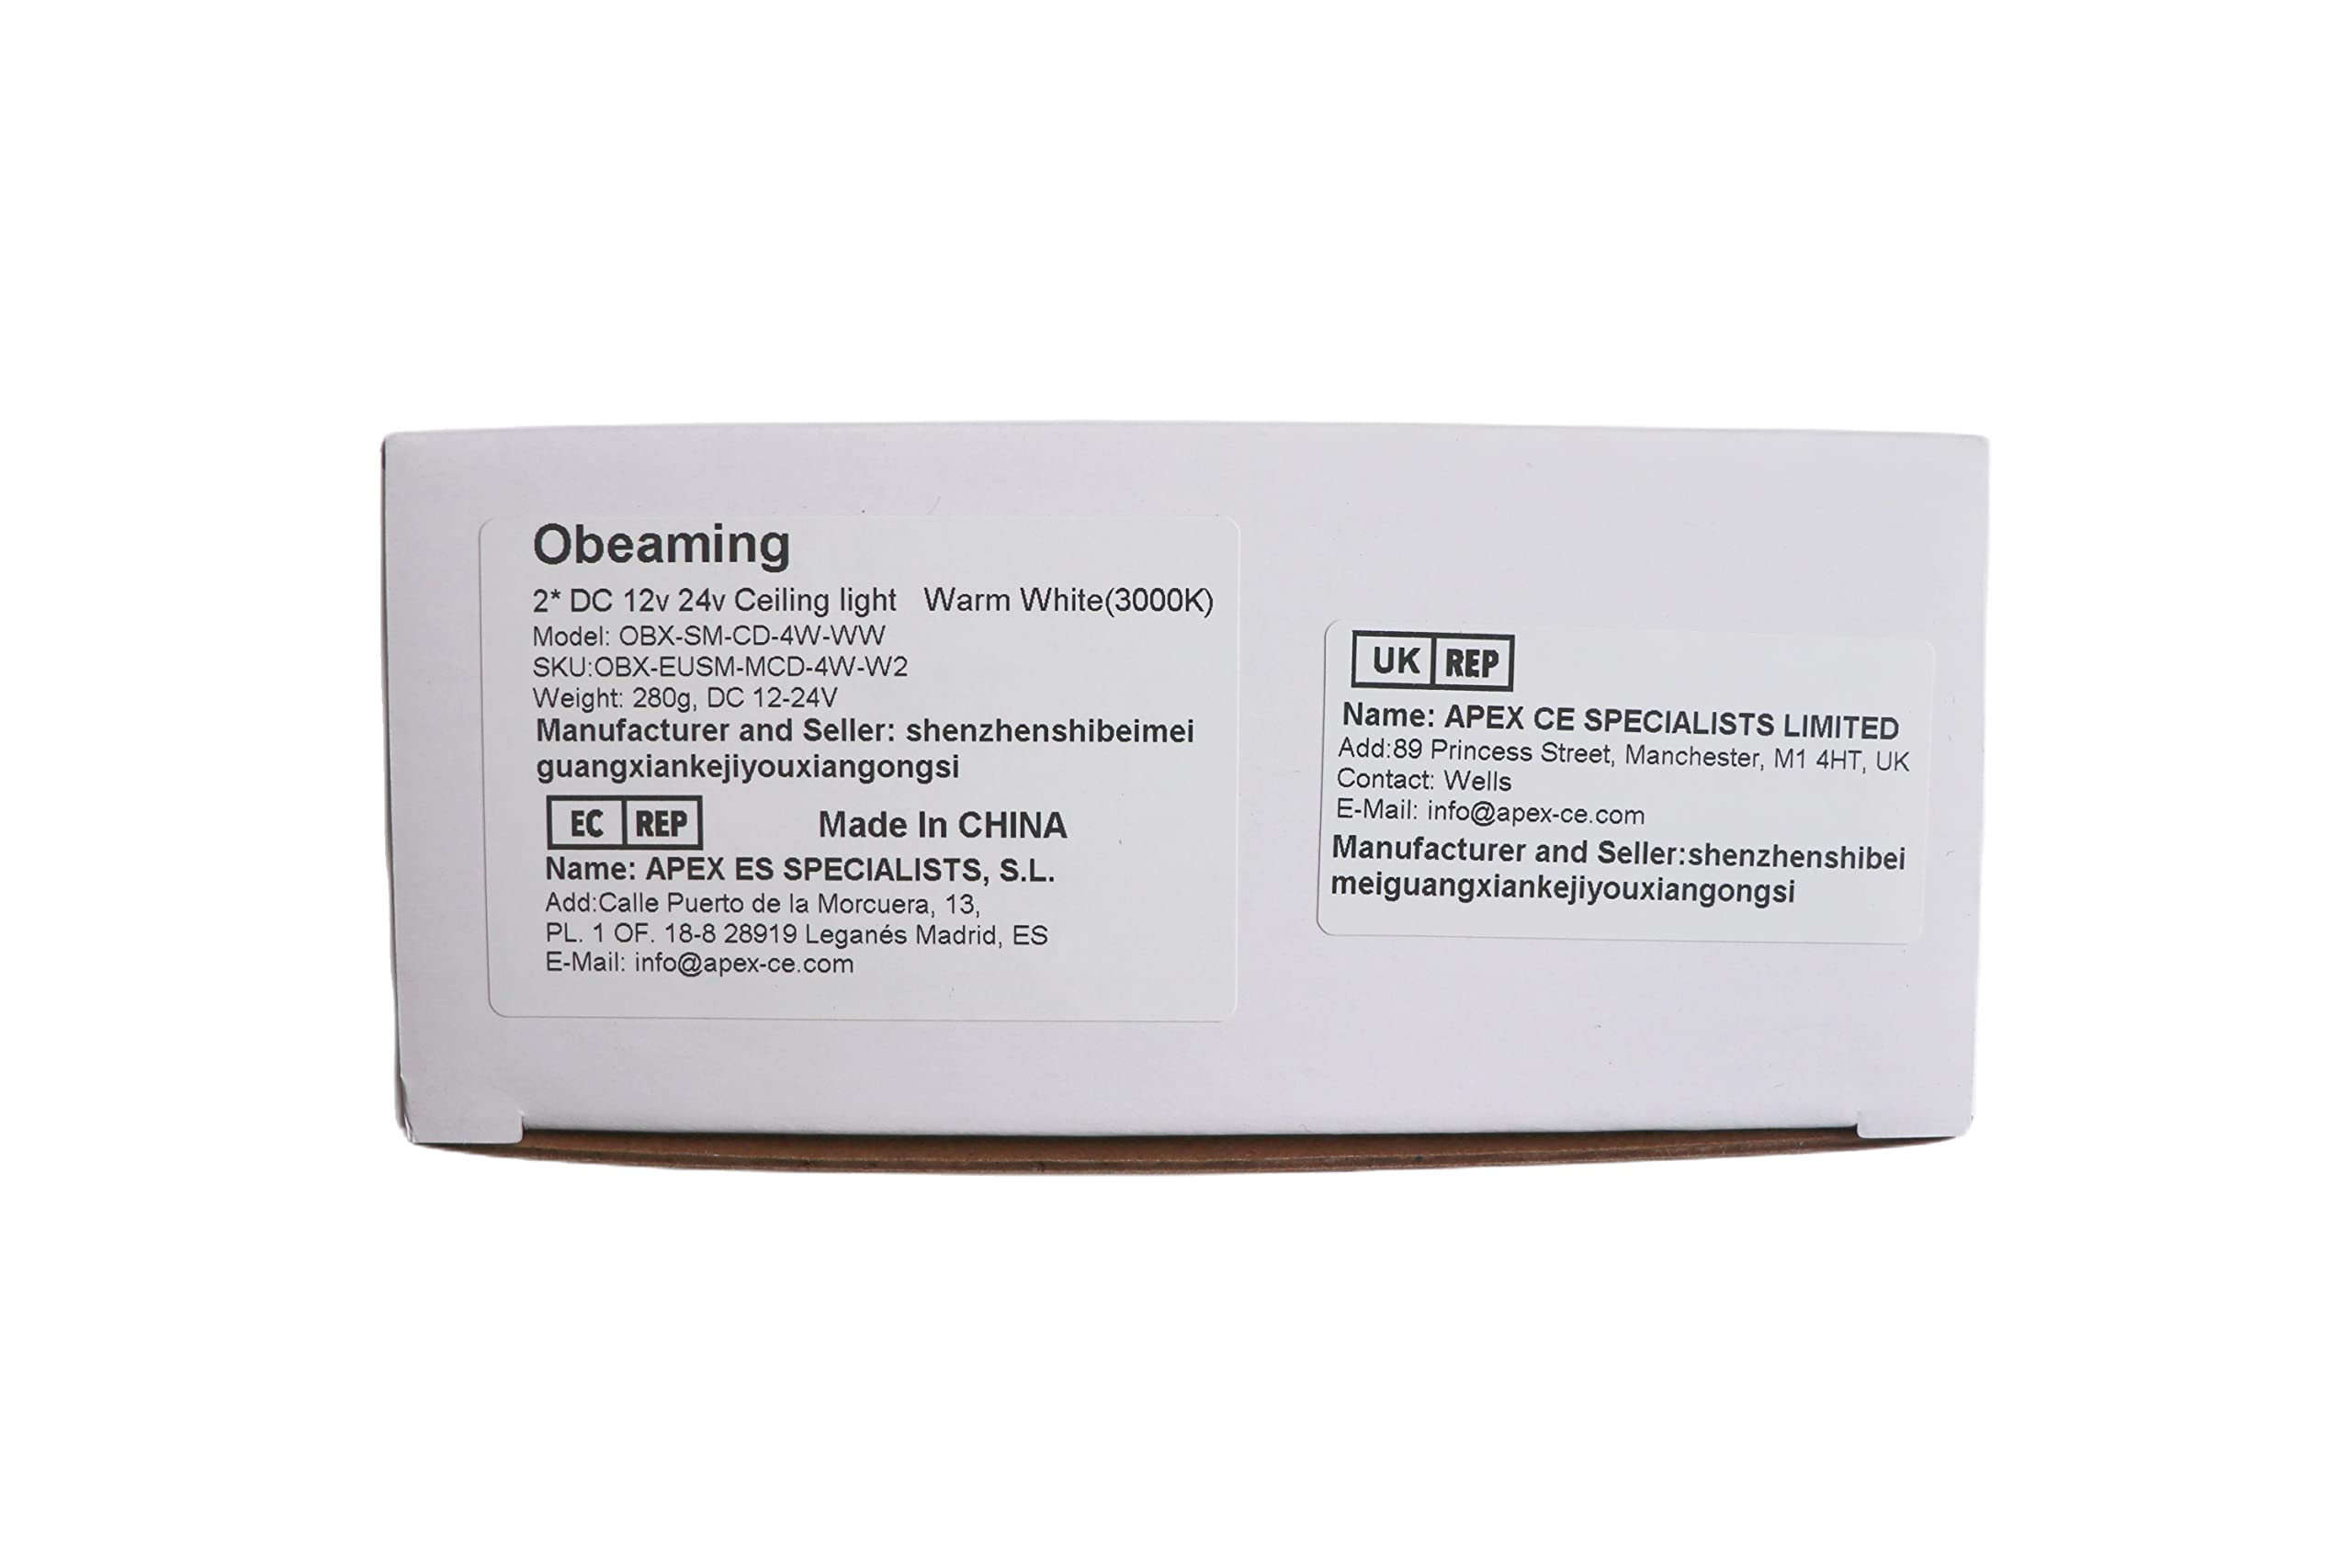 Obeaming
2* DC 12v 24v Ceiling light Warm White(3000K)
Model: OBX-SM-CD-4W-WW
SKU:OBX-EUSM-MCD-4W-W2
Weight: 280g, DC 12-24V
Manufacturer and Seller: shenzhenshibeimei
guangxiankejiyouxiangongsi
EC REP Made In CHINA
Name: APEX ES SPECIALISTS, S.L.
Add:Calle Puerto de la Morcuera, 13,
PL. 1 OF. 18-8 28919 Leganés Madrid, ES
E-Mail: info@apex-ce.com
UK REP
Name: APEX CE SPECIALISTS LIMITED
Add:89 Princess Street, Manchester, M1 4HT, UK
Contact: Wells
E-Mail: info@apex-ce.com
Manufacturer and Seller:shenzhenshibei
meiguangxiankejiyouxiangongsi